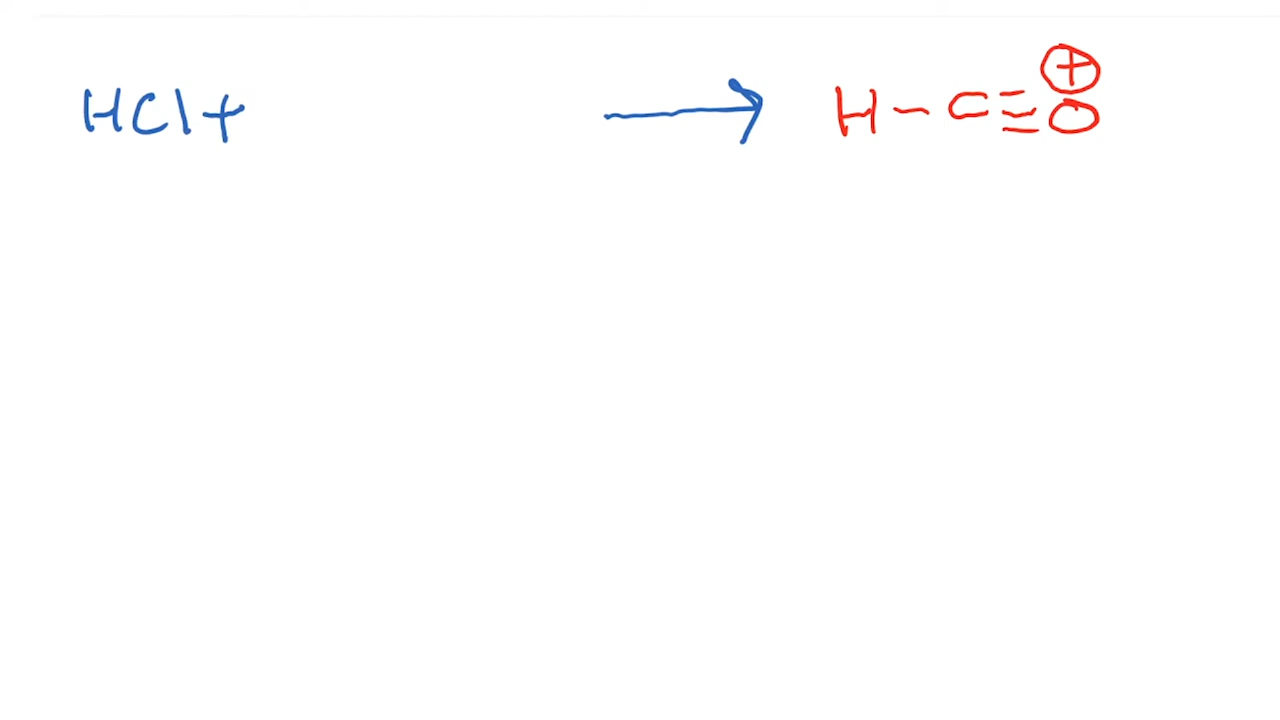 HCl + → H - C ≡ O ⊕